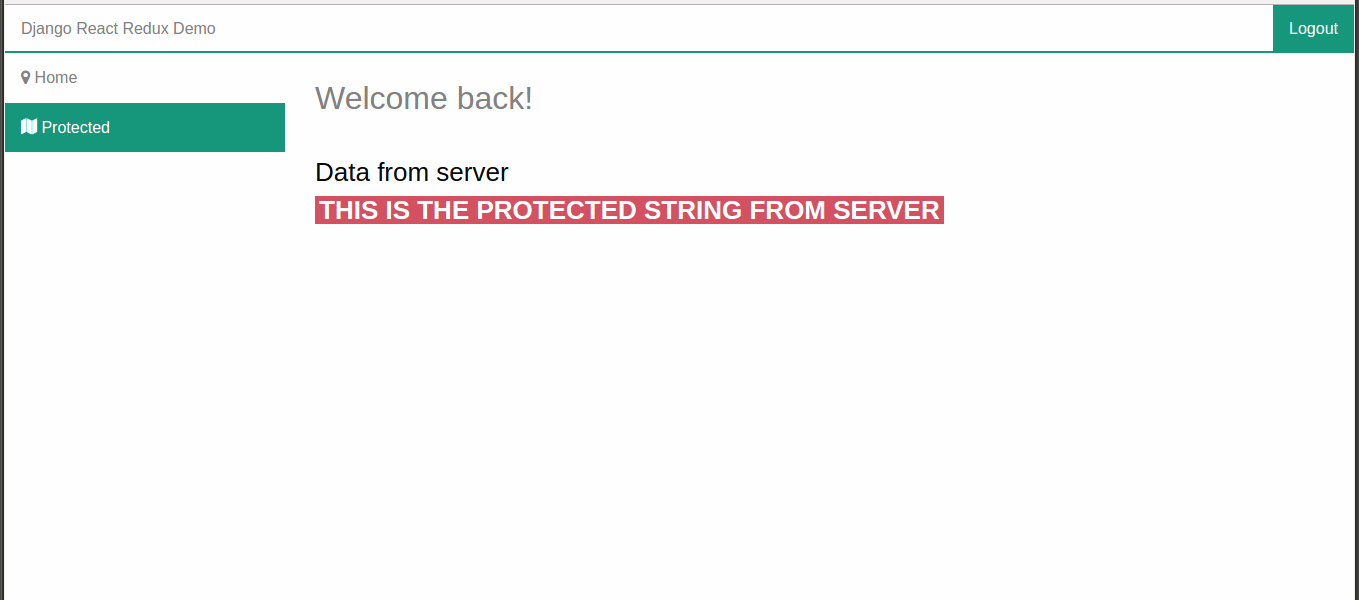 Django React Redux Demo
Logout
Home
Protected
Welcome back!
Data from server
THIS IS THE PROTECTED STRING FROM SERVER